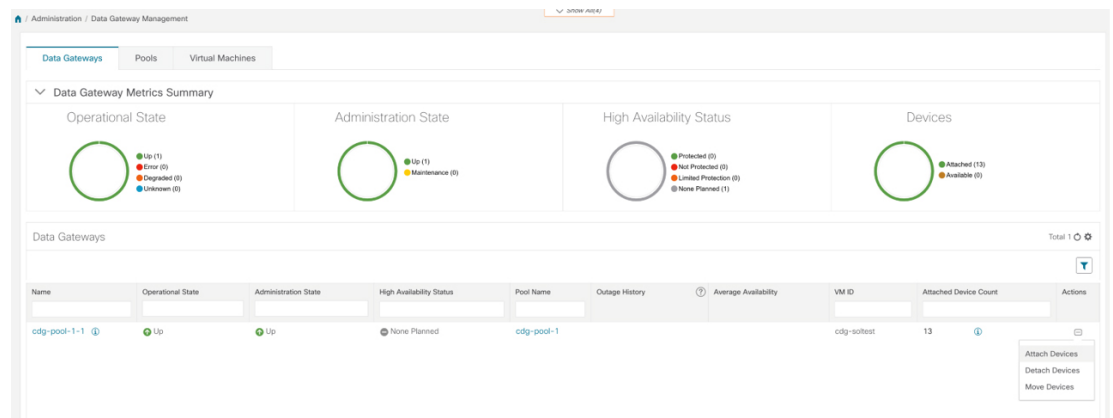 Show Alert(s)
/ Administration / Data Gateway Management
Data Gateways Pools Virtual Machines
Data Gateway Metrics Summary
Operational State
Up (1)
Error (0)
Degraded (0)
Unknown (0)
Administration State
Up (1)
Maintenance (0)
High Availability Status
Protected (0)
Not Protected (0)
Limited Protection (0)
None Planned (1)
Devices
Attached (13)
Available (0)
Data Gateways Total 1
Name Operational State Administration State High Availability Status Pool Name Outage History ? Average Availability VM ID Attached Device Count Actions
cdg-pool-1-1 Up Up None Planned cdg-pool-1 cdg-soltest 13
Attach Devices
Detach Devices
Move Devices